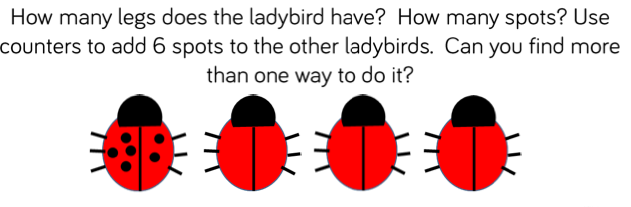 How many legs does the ladybird have?  How many spots? Use
counters to add 6 spots to the other ladybirds.  Can you find more
than one way to do it?